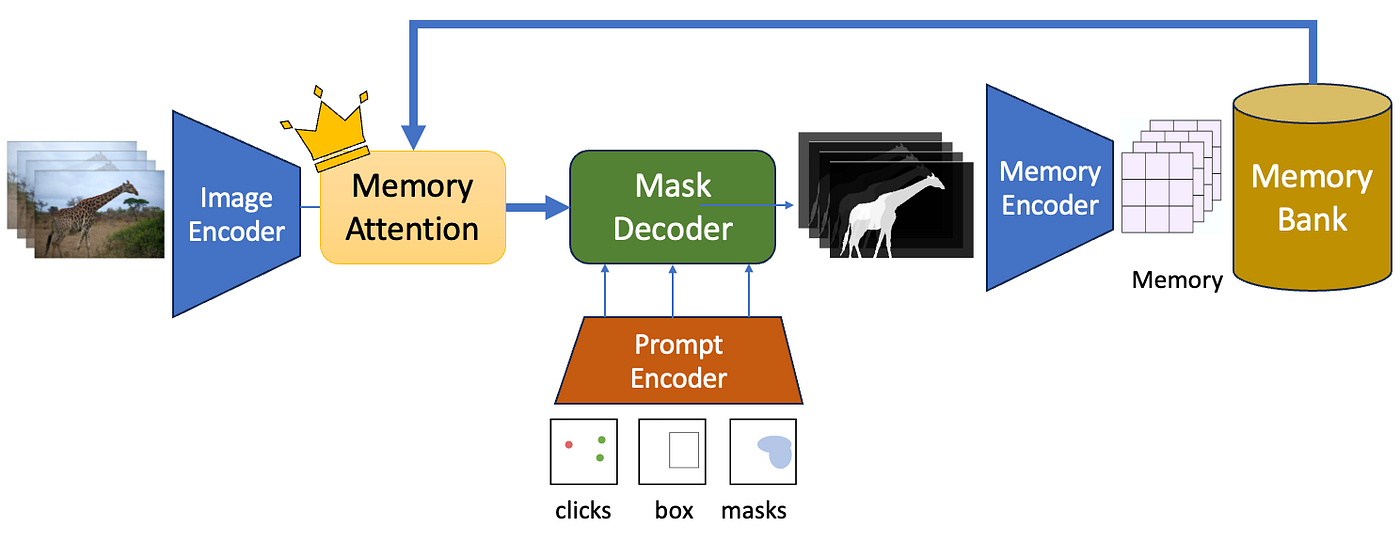 Image
Encoder
Memory
Attention
Mask
Decoder
Memory
Encoder
Memory
Memory
Bank
Prompt
Encoder
clicks
box
masks